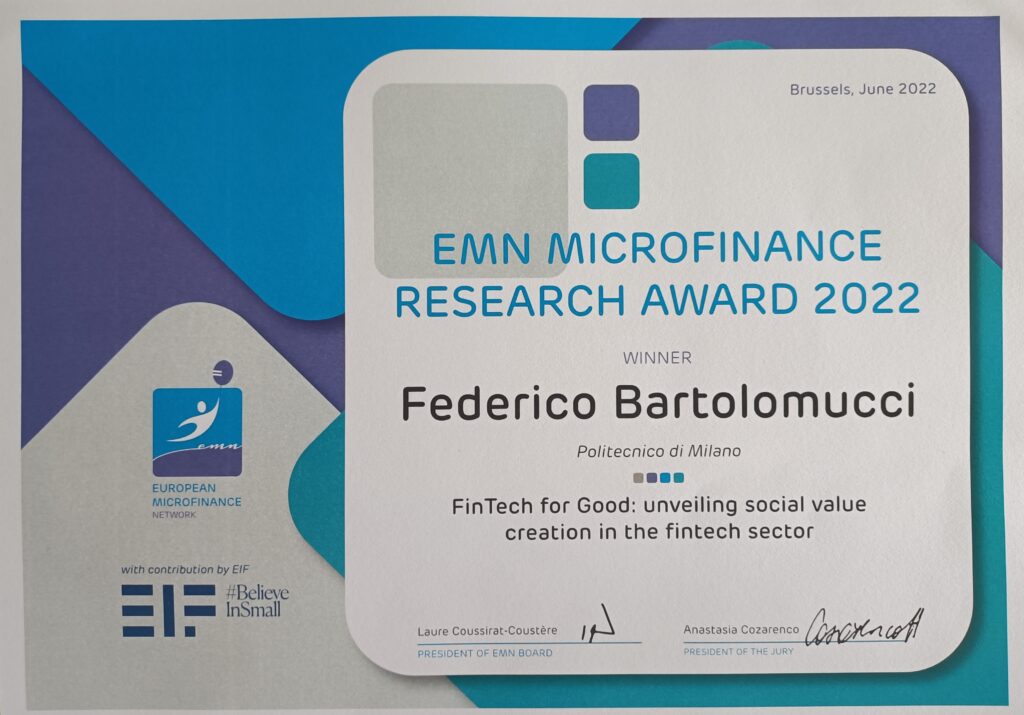 Brussels, June 2022
EMN MICROFINANCE
RESEARCH AWARD 2022
WINNER
Federico Bartolomucci
Politecnico di Milano
FinTech for Good: unveiling social value
creation in the fintech sector
emn
EUROPEAN
MICROFINANCE
NETWORK
with contribution by EIF
EIF
#Believe
InSmall
Laure Coussirat-Coustère
PRESIDENT OF EMN BOARD
Anastasia Cozarenco
PRESIDENT OF THE JURY